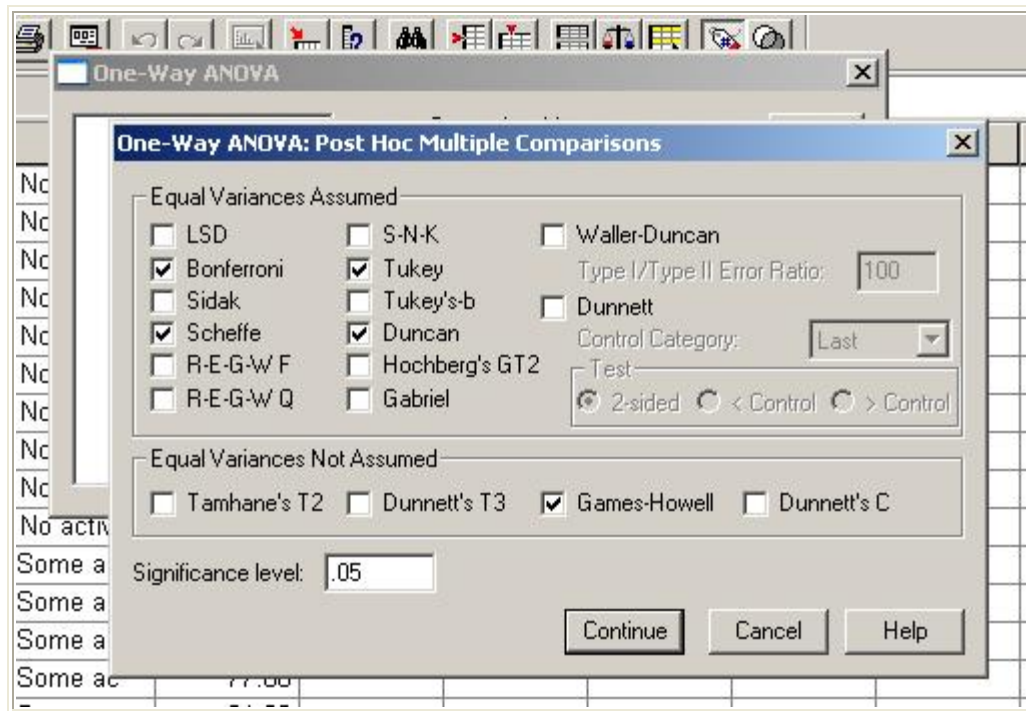 One-Way ANOVA
One-Way ANOVA: Post Hoc Multiple Comparisons
Equal Variances Assumed
LSD S-N-K Waller-Duncan
Bonferroni Tukey Type I/Type II Error Ratio: 100
Sidak Tukey's-b Dunnett
Scheffe Duncan Control Category: Last
R-E-G-W F Hochberg's GT2 Test
R-E-G-W Q Gabriel 2-sided < Control > Control
Equal Variances Not Assumed
Tamhane's T2 Dunnett's T3 Games-Howell Dunnett's C
No activ
Some a
Significance level: .05
Some a
Some a
Continue Cancel Help
Some ac